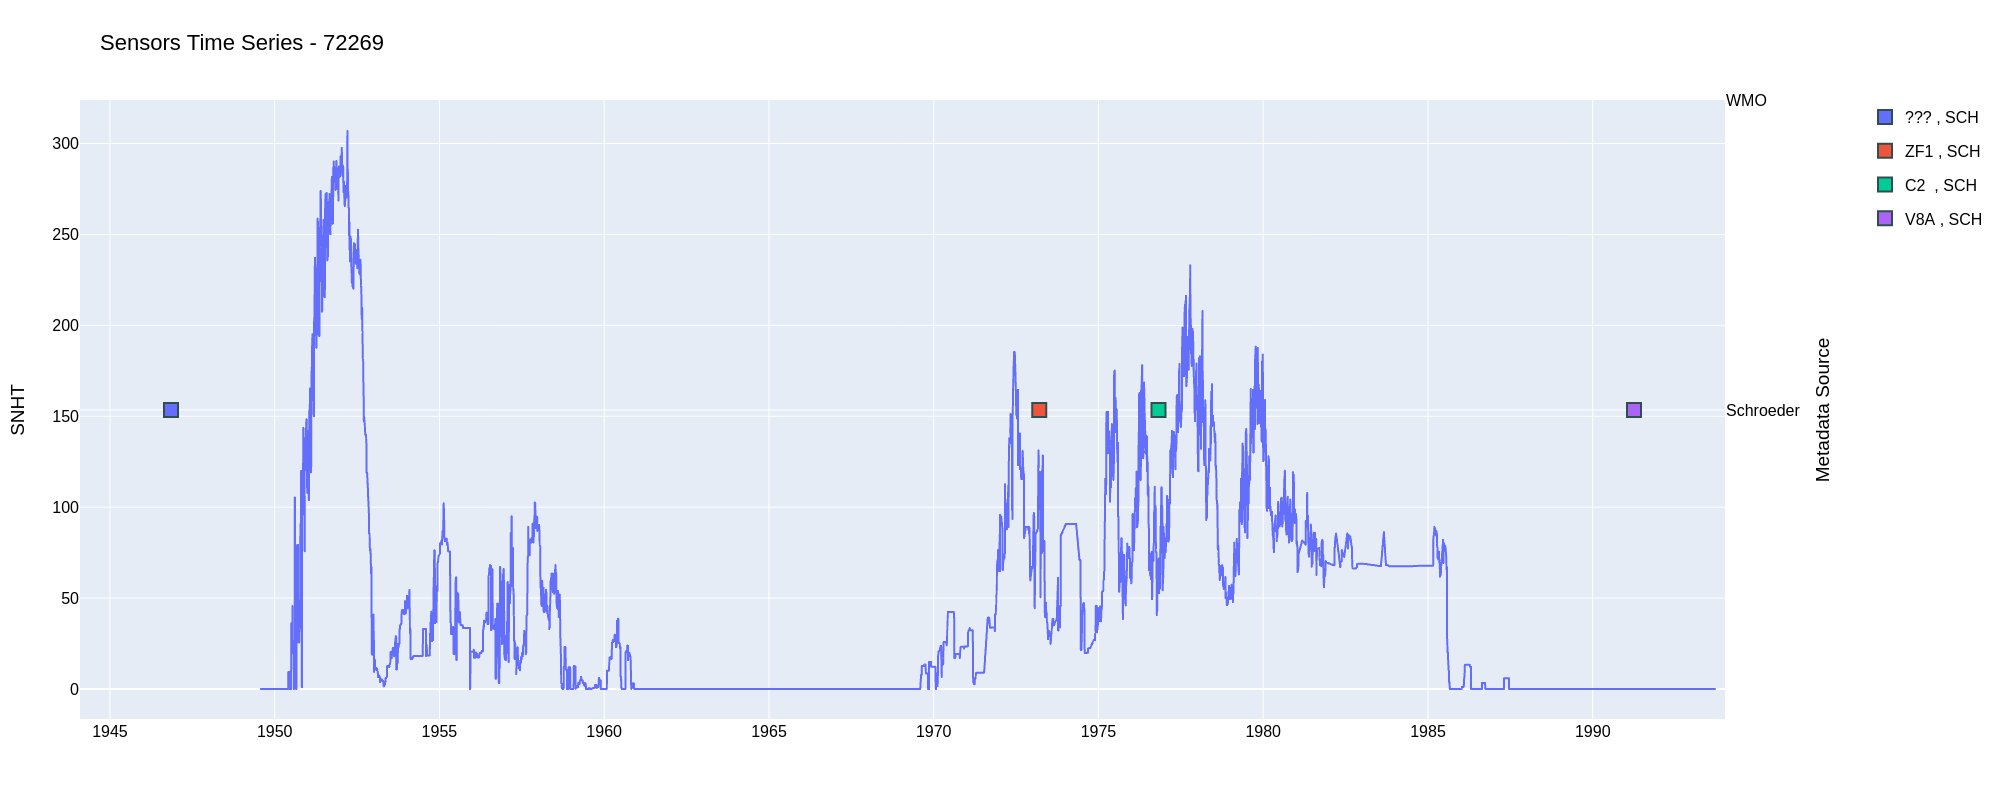 Sensors Time Series - 72269
WMO
Schroeder
Metadata Source
SNHT
300
250
200
150
100
50
0
1945 1950 1955 1960 1965 1970 1975 1980 1985 1990
??? , SCH
ZF1 , SCH
C2  , SCH
V8A , SCH